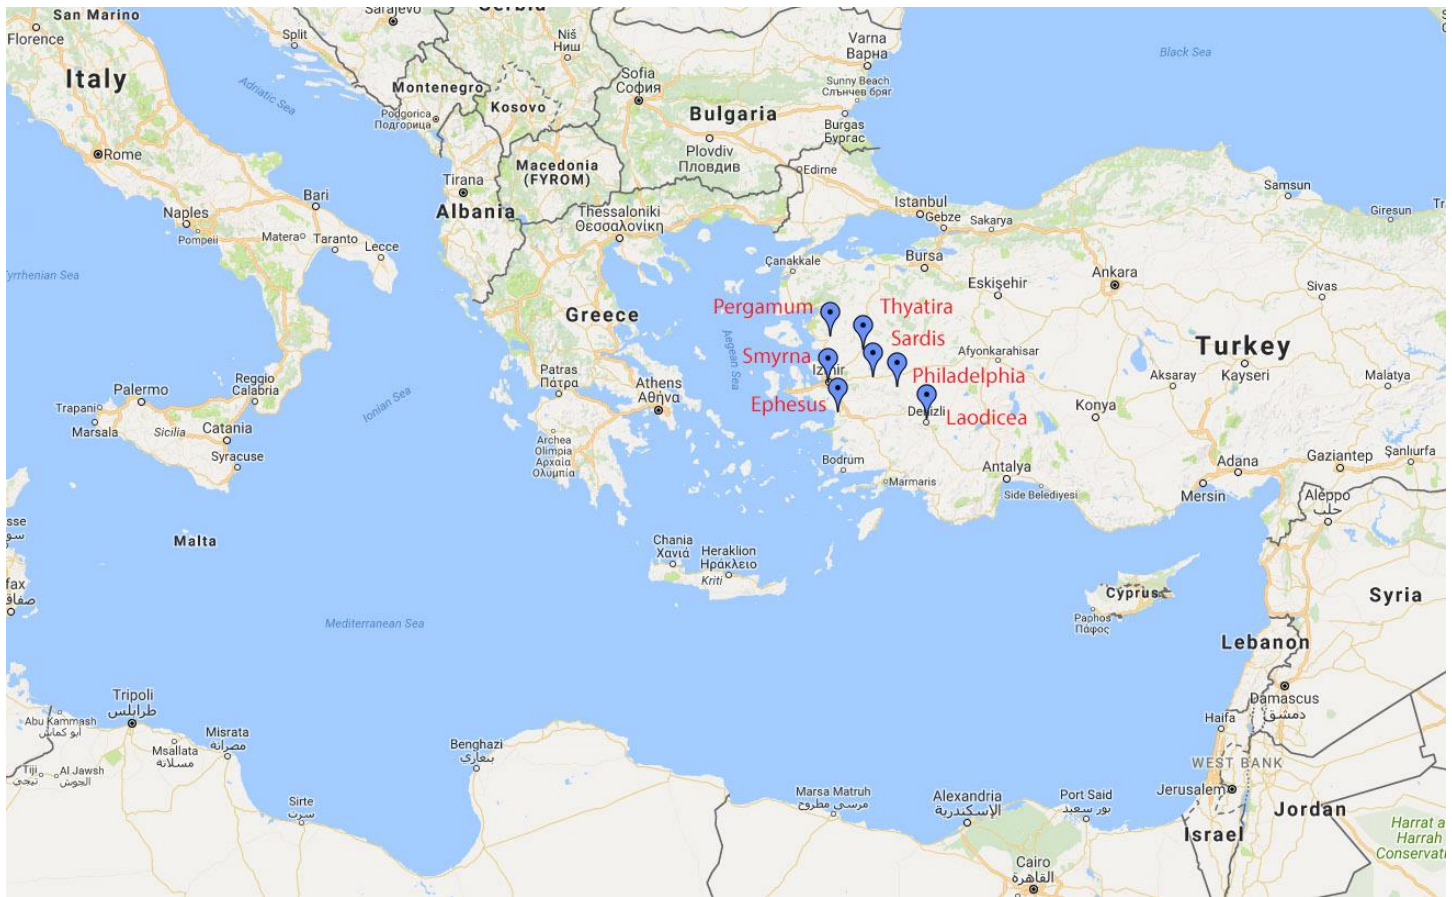 San Marino
Florence
Italy
Rome
Naples
Pompeii
Bari
Matera
Taranto
Lecce
Split
Adriatic Sea
Sarajevo
Serbia
Niš
Ниш
Montenegro
Podgorica
Подгорица
Kosovo
Sofia
София
Bulgaria
Plovdiv
Пловдив
Varna
Варна
Sunny Beach
Слънчев бряг
Burgas
Бургас
Black Sea
Macedonia
(FYROM)
Tirana
Albania
Thessaloniki
Θεσσαλονίκη
Edirne
Istanbul
Gebze
Sakarya
Samsun
Giresun
Tyrrhenian Sea
Çanakkale
Bursa
Eskişehir
Ankara
Sivas
Greece
Pergamum
Thyatira
Sardis
Smyrna
Izmir
Philadelphia
Ephesus
Laodicea
Denizli
Aegean Sea
Afyonkarahisar
Turkey
Kayseri
Aksaray
Malatya
Konya
Patras
Πάτρα
Athens
Αθήνα
Archea
Olimpia
Αρχαία
Ολυμπία
Reggio
Calabria
Palermo
Trapani
Marsala
Sicilia
Catania
Syracuse
Ionian Sea
Bodrum
Marmaris
Antalya
Side Belediyesi
Mersin
Adana
Gaziantep
Şanlıurfa
Aleppo
حلب
Malta
Chania
Χανιά
Heraklion
Ηράκλειο
Kriti
Cyprus
Paphos
Πάφος
Syria
Lebanon
Mediterranean Sea
Damascus
دمشق
Haifa
WEST BANK
Jerusalem
Israel
Jordan
Harrat a
Harrah
Conservat
Tripoli
طرابلس
Abu Kammash
أبو كماش
Msallata
مسلاتة
Misrata
مصراتة
Tiji
تيجي
Al Jawsh
الجوش
Sirte
سرت
Benghazi
بنغازي
Marsa Matruh
مرسى مطروح
Alexandria
الإسكندرية
Port Said
بور سعيد
Cairo
القاهرة